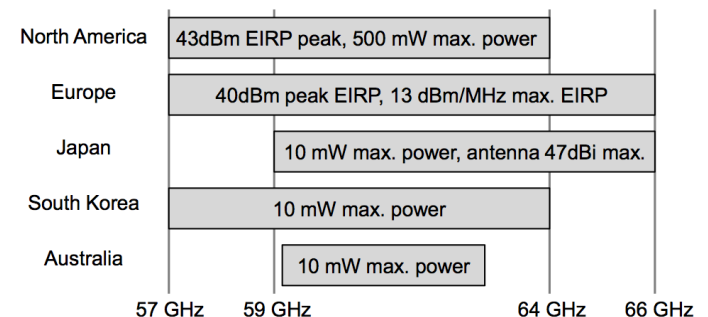 North America 43dBm EIRP peak, 500 mW max. power
Europe 40dBm peak EIRP, 13 dBm/MHz max. EIRP
Japan 10 mW max. power, antenna 47dBi max.
South Korea 10 mW max. power
Australia 10 mW max. power
57 GHz 59 GHz 64 GHz 66 GHz